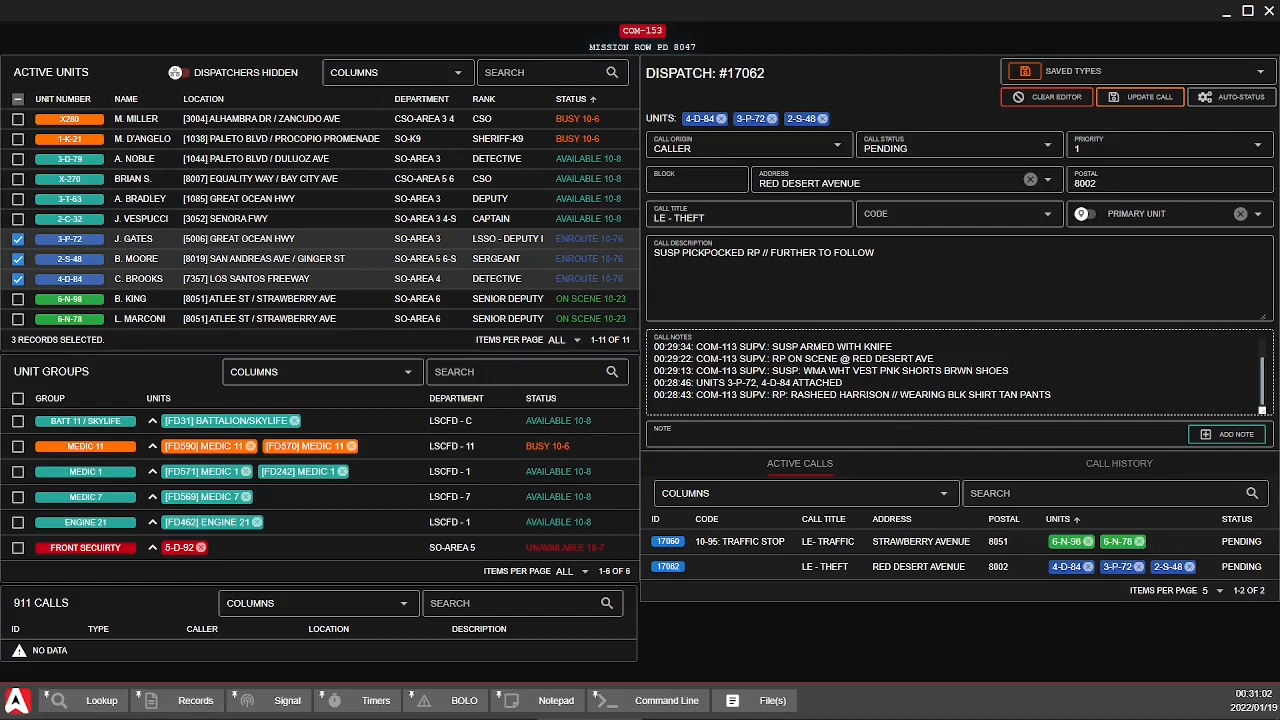 COM-153
MISSION ROW PD 8047
ACTIVE UNITS
DISPATCHERS HIDDEN
COLUMNS
SEARCH
UNIT NUMBER NAME LOCATION DEPARTMENT RANK STATUS
X280 M. MILLER [3004] ALHAMBRA DR / ZANCUDO AVE CSO-AREA 3 4 CSO BUSY 10-6
1-K-21 M. D'ANGELO [1038] PALETO BLVD / PROCOPIO PROMENADE SO-K9 SHERIFF-K9 BUSY 10-6
3-D-79 A. NOBLE [1044] PALETO BLVD / DULUOZ AVE SO-AREA 3 DETECTIVE AVAILABLE 10-8
X-270 BRIAN S. [8007] EQUALITY WAY / BAY CITY AVE CSO-AREA 5 6 CSO AVAILABLE 10-8
3-T-63 A. BRADLEY [1085] GREAT OCEAN HWY SO-AREA 3 DEPUTY AVAILABLE 10-8
2-C-32 J. VESPUCCI [3052] SENORA FWY SO-AREA 3 4-S CAPTAIN AVAILABLE 10-8
3-P-72 J. GATES [5006] GREAT OCEAN HWY SO-AREA 3 LSSO - DEPUTY I ENROUTE 10-76
2-S-48 B. MOORE [8019] SAN ANDREAS AVE / GINGER ST SO-AREA 5 6-S SERGEANT ENROUTE 10-76
4-D-84 C. BROOKS [7357] LOS SANTOS FREEWAY SO-AREA 4 DETECTIVE ENROUTE 10-76
6-N-98 B. KING [8051] ATLEE ST / STRAWBERRY AVE SO-AREA 6 SENIOR DEPUTY ON SCENE 10-23
6-N-78 L. MARCONI [8051] ATLEE ST / STRAWBERRY AVE SO-AREA 6 SENIOR DEPUTY ON SCENE 10-23
3 RECORDS SELECTED. ITEMS PER PAGE ALL 1-11 OF 11
UNIT GROUPS
COLUMNS
SEARCH
GROUP UNITS DEPARTMENT STATUS
BATT 11 / SKYLIFE [FD31] BATTALION/SKYLIFE LSCFD - C AVAILABLE 10-8
MEDIC 11 [FD590] MEDIC 11 [FD570] MEDIC 11 LSCFD - 11 BUSY 10-6
MEDIC 1 [FD571] MEDIC 1 [FD242] MEDIC 1 LSCFD - 1 AVAILABLE 10-8
MEDIC 7 [FD569] MEDIC 7 LSCFD - 7 AVAILABLE 10-8
ENGINE 21 [FD462] ENGINE 21 LSCFD - 1 AVAILABLE 10-8
FRONT SECUIRTY 5-D-92 SO-AREA 5 UNAVAILABLE 10-7
ITEMS PER PAGE ALL 1-6 OF 6
911 CALLS
COLUMNS
SEARCH
ID TYPE CALLER LOCATION DESCRIPTION
NO DATA
DISPATCH: #17062
SAVED TYPES
CLEAR EDITOR UPDATE CALL AUTO-STATUS
UNITS: 4-D-84 3-P-72 2-S-48
CALL ORIGIN CALL STATUS PRIORITY
CALLER PENDING 1
BLOCK ADDRESS POSTAL
RED DESERT AVENUE 8002
CALL TITLE
LE - THEFT CODE PRIMARY UNIT
CALL DESCRIPTION
SUSP PICKPOCKED RP // FURTHER TO FOLLOW
CALL NOTES
00:29:34: COM-113 SUPV.: SUSP ARMED WITH KNIFE
00:29:22: COM-113 SUPV.: RP ON SCENE @ RED DESERT AVE
00:29:13: COM-113 SUPV.: SUSP: WMA WHT VEST PNK SHORTS BRWN SHOES
00:28:46: UNITS 3-P-72, 4-D-84 ATTACHED
00:28:43: COM-113 SUPV.: RP: RASHEED HARRISON // WEARING BLK SHIRT TAN PANTS
NOTE
ADD NOTE
ACTIVE CALLS CALL HISTORY
COLUMNS
SEARCH
ID CODE CALL TITLE ADDRESS POSTAL UNITS STATUS
17060 10-95: TRAFFIC STOP LE- TRAFFIC STRAWBERRY AVENUE 8051 6-N-98 6-N-78 PENDING
17062 LE - THEFT RED DESERT AVENUE 8002 4-D-84 3-P-72 2-S-48 PENDING
ITEMS PER PAGE 5 1-2 OF 2
Lookup Records Signal Timers BOLO Notepad Command Line File(s)
00:31:02
2022/01/19